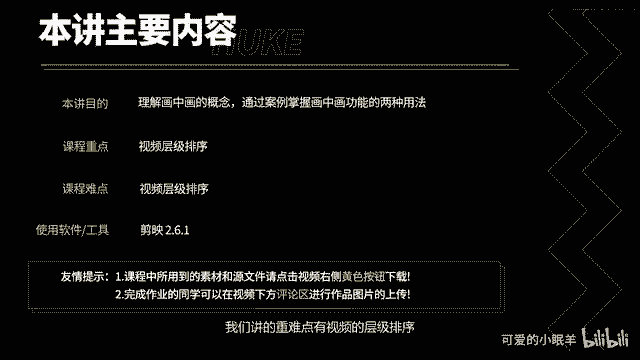 本讲主要内容
HUKE
本讲目的 理解画中画的概念，通过案例掌握画中画功能的两种用法
课程重点 视频层级排序
课程难点 视频层级排序
使用软件/工具 剪映 2.6.1
友情提示：1.课程中所用到的素材和源文件请点击视频右侧黄色按钮下载!
2.完成作业的同学可以在视频下方评论区进行作品图片的上传!
我们讲的重难点有视频的层级排序
可爱的小眠羊 bilibili